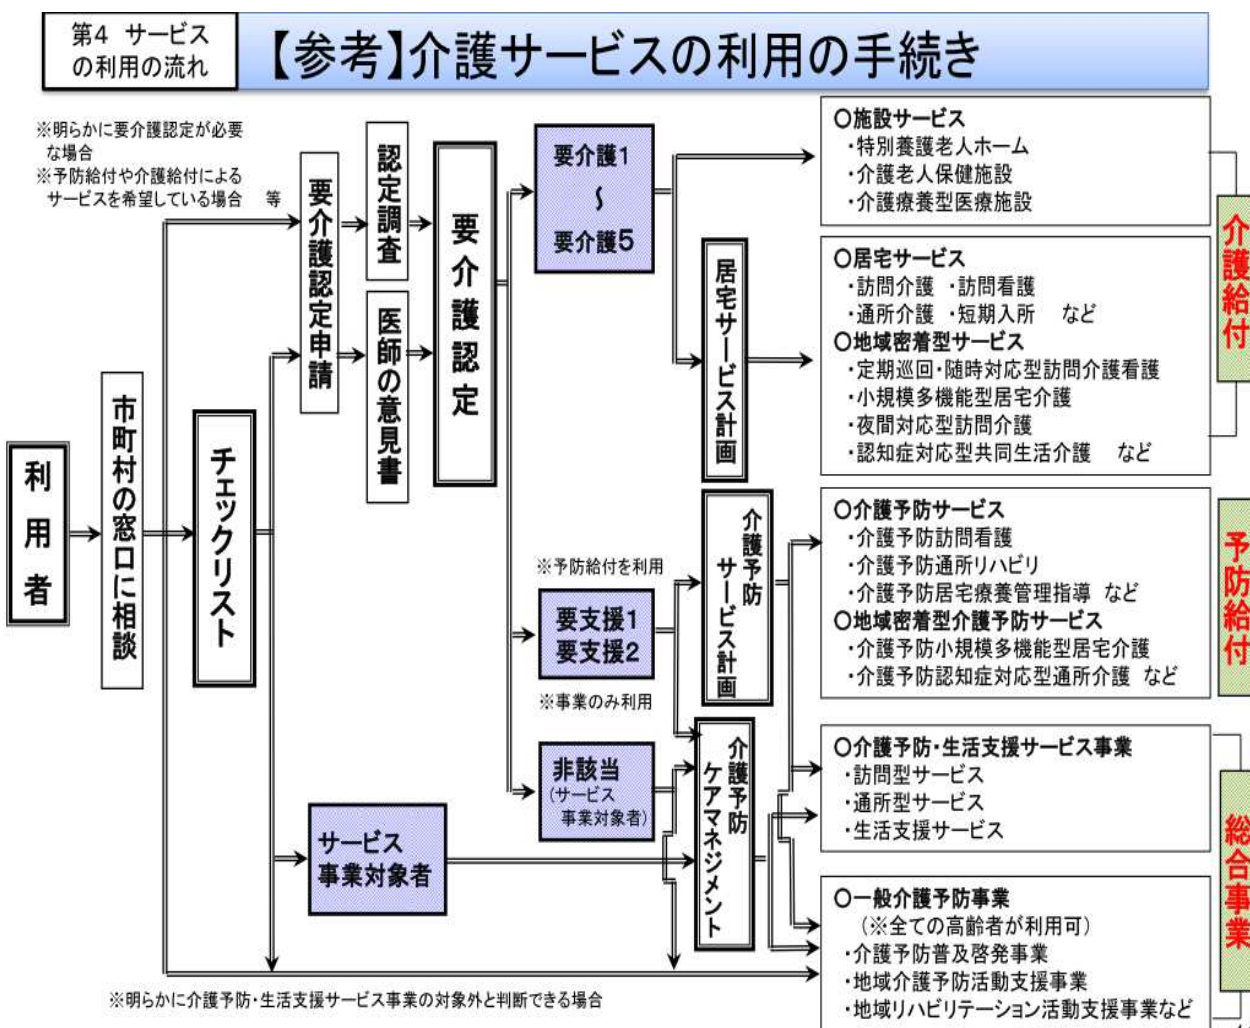 第4 サービス
の利用の流れ
【参考】介護サービスの利用の手続き
※明らかに要介護認定が必要
な場合
※予防給付や介護給付による
サービスを希望している場合 等
利用者
市町村の窓口に相談
チェックリスト
要介護認定申請
認定調査
医師の意見書
要介護認定
要介護1
～
要介護5
※予防給付を利用
要支援1
要支援2
※事業のみ利用
非該当
(サービス
事業対象者)
サービス
事業対象者
居宅サービス計画
介護予防
サービス計画
介護予防
ケアマネジメント
○施設サービス
・特別養護老人ホーム
・介護老人保健施設
・介護療養型医療施設
○居宅サービス
・訪問介護 ・訪問看護
・通所介護 ・短期入所 など
○地域密着型サービス
・定期巡回・随時対応型訪問介護看護
・小規模多機能型居宅介護
・夜間対応型訪問介護
・認知症対応型共同生活介護 など
介護給付
○介護予防サービス
・介護予防訪問看護
・介護予防通所リハビリ
・介護予防居宅療養管理指導 など
○地域密着型介護予防サービス
・介護予防小規模多機能型居宅介護
・介護予防認知症対応型通所介護 など
予防給付
○介護予防・生活支援サービス事業
・訪問型サービス
・通所型サービス
・生活支援サービス
○一般介護予防事業
(※全ての高齢者が利用可)
・介護予防普及啓発事業
・地域介護予防活動支援事業
・地域リハビリテーション活動支援事業など
総合事業
※明らかに介護予防・生活支援サービス事業の対象外と判断できる場合